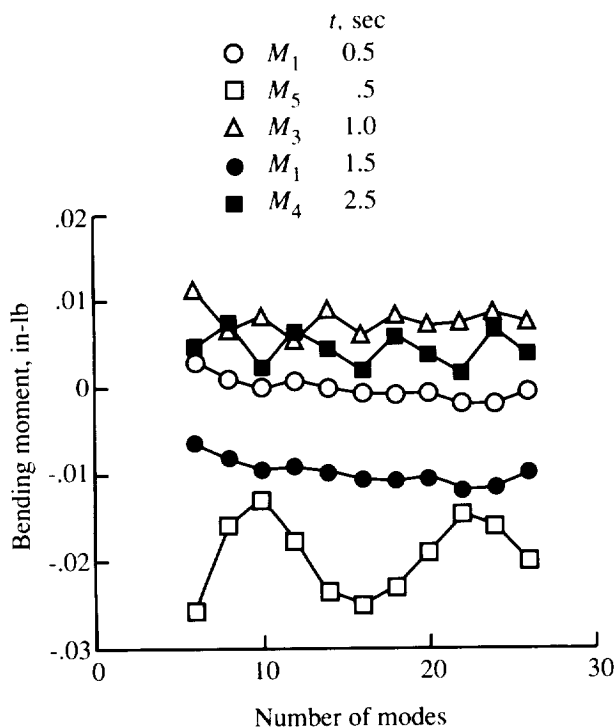 t, sec
M1 0.5
M5 .5
M3 1.0
M1 1.5
M4 2.5
.02
.01
0
-.01
-.02
-.03
Bending moment, in-lb
0 10 20 30
Number of modes